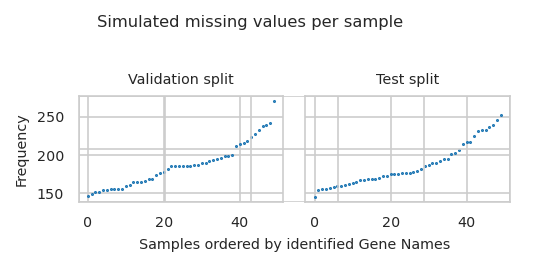 Simulated missing values per sample
Validation split
Test split
Frequency
250
200
150
0
20
40
0
20
40
Samples ordered by identified Gene Names